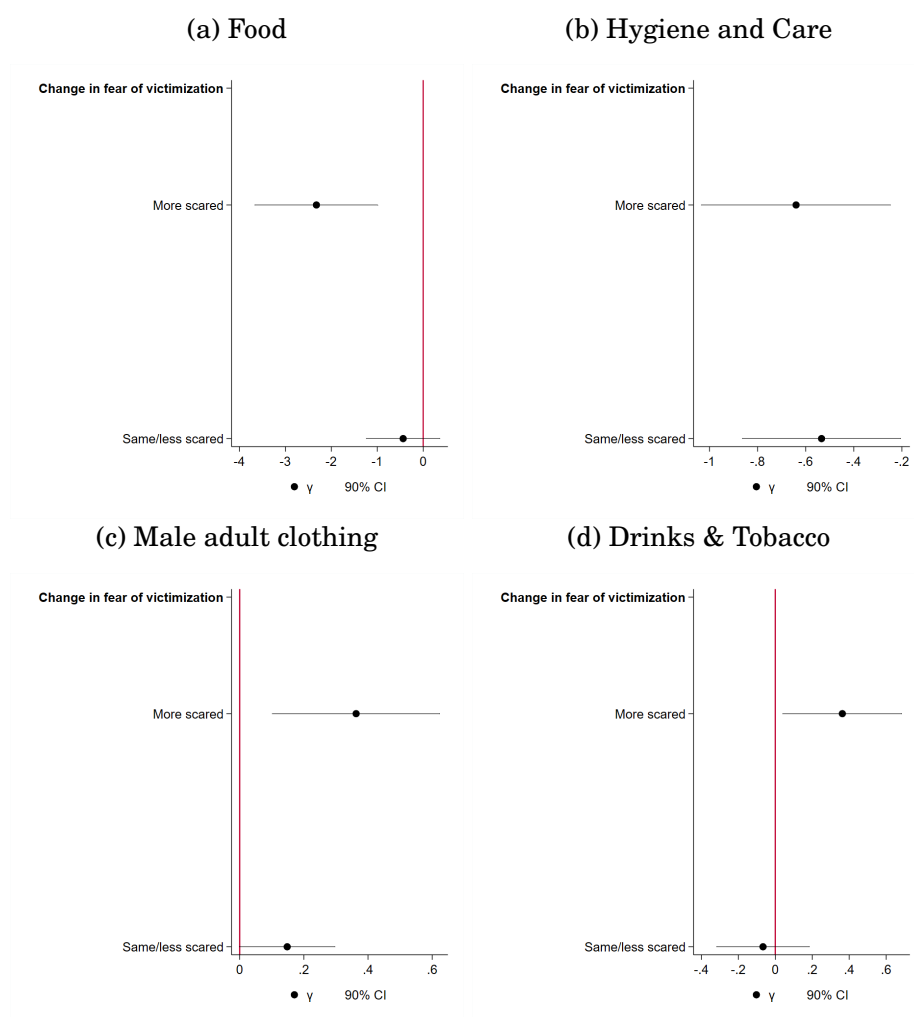 (a) Food
Change in fear of victimization
More scared
Same/less scared
-4 -3 -2 -1 0
γ 90% CI
(b) Hygiene and Care
Change in fear of victimization
More scared
Same/less scared
-1 -.8 -.6 -.4 -.2
γ 90% CI
(c) Male adult clothing
Change in fear of victimization
More scared
Same/less scared
0 .2 .4 .6
γ 90% CI
(d) Drinks & Tobacco
Change in fear of victimization
More scared
Same/less scared
-.4 -.2 0 .2 .4 .6
γ 90% CI